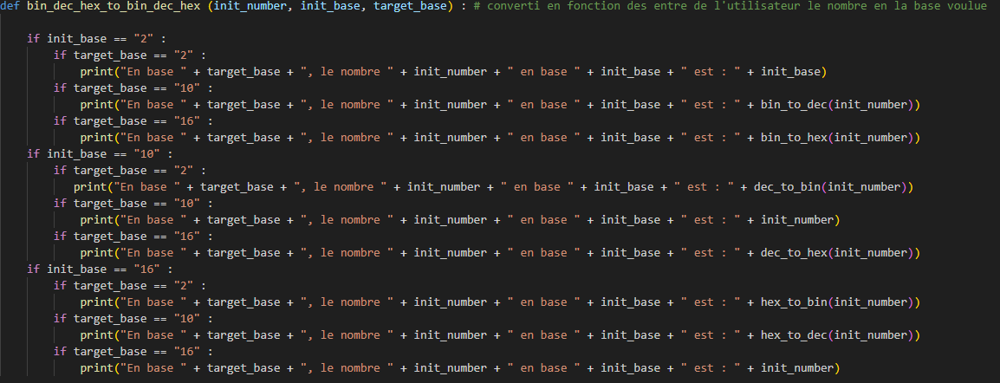 def bin_dec_hex_to_bin_dec_hex (init_number, init_base, target_base) : # converti en fonction des entre de l'utilisateur le nombre en la base voulue
if init_base == "2" :
if target_base == "2" :
print("En base " + target_base + ", le nombre " + init_number + " en base " + init_base + " est : " + init_base)
if target_base == "10" :
print("En base " + target_base + ", le nombre " + init_number + " en base " + init_base + " est : " + bin_to_dec(init_number))
if target_base == "16" :
print("En base " + target_base + ", le nombre " + init_number + " en base " + init_base + " est : " + bin_to_hex(init_number))
if init_base == "10" :
if target_base == "2" :
print("En base " + target_base + ", le nombre " + init_number + " en base " + init_base + " est : " + dec_to_bin(init_number))
if target_base == "10" :
print("En base " + target_base + ", le nombre " + init_number + " en base " + init_base + " est : " + init_number)
if target_base == "16" :
print("En base " + target_base + ", le nombre " + init_number + " en base " + init_base + " est : " + dec_to_hex(init_number))
if init_base == "16" :
if target_base == "2" :
print("En base " + target_base + ", le nombre " + init_number + " en base " + init_base + " est : " + hex_to_bin(init_number))
if target_base == "10" :
print("En base " + target_base + ", le nombre " + init_number + " en base " + init_base + " est : " + hex_to_dec(init_number))
if target_base == "16" :
print("En base " + target_base + ", le nombre " + init_number + " en base " + init_base + " est : " + init_number)